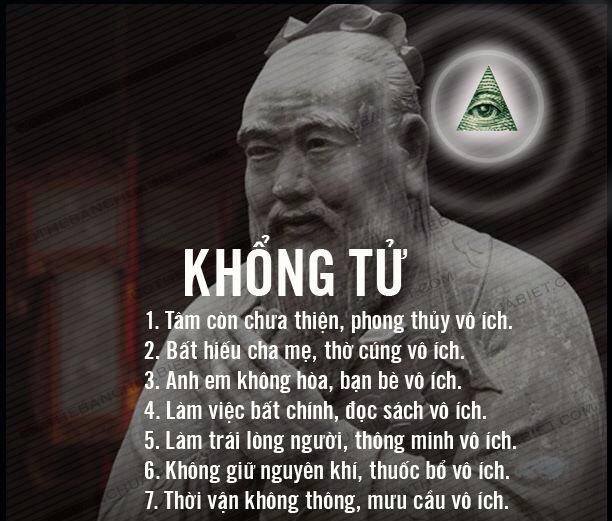 KHỔNG TỬ
1. Tâm còn chưa thiện, phong thủy vô ích.
2. Bất hiếu cha mẹ, thờ cúng vô ích.
3. Anh em không hòa, bạn bè vô ích.
4. Làm việc bất chính, đọc sách vô ích.
5. Làm trái lòng người, thông minh vô ích.
6. Không giữ nguyên khí, thuốc bổ vô ích.
7. Thời vận không thông, mưu cầu vô ích.